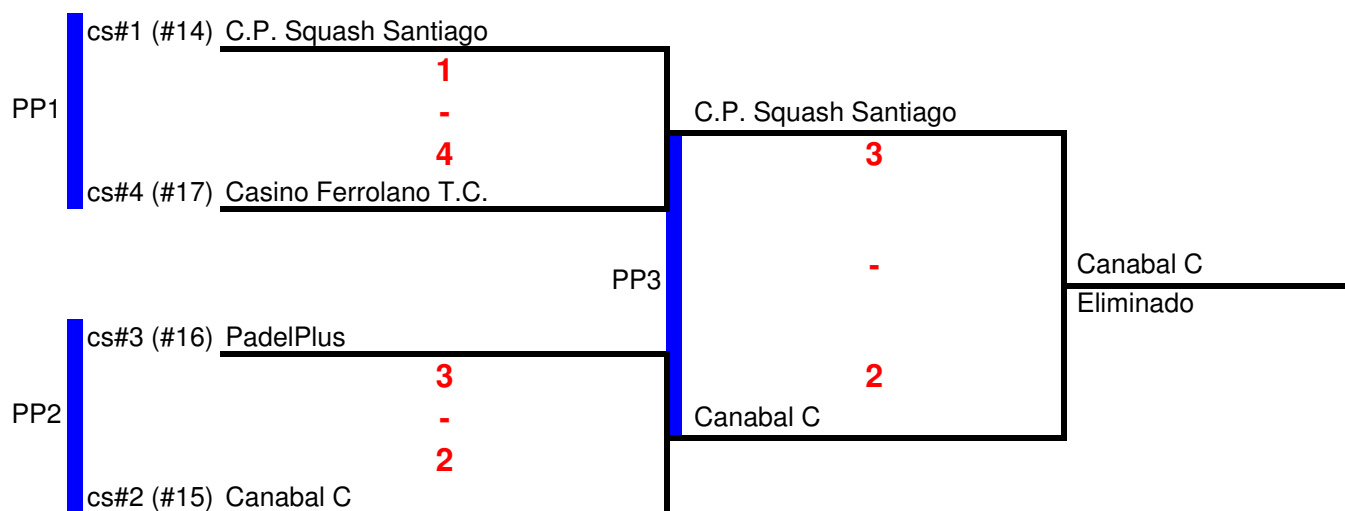 cs#1 (#14) C.P. Squash Santiago
1
PP1
-
4
cs#4 (#17) Casino Ferrolano T.C.
C.P. Squash Santiago
3
PP3
-
2
Canabal C
Canabal C
Eliminado
cs#3 (#16) PadelPlus
3
PP2
-
2
cs#2 (#15) Canabal C